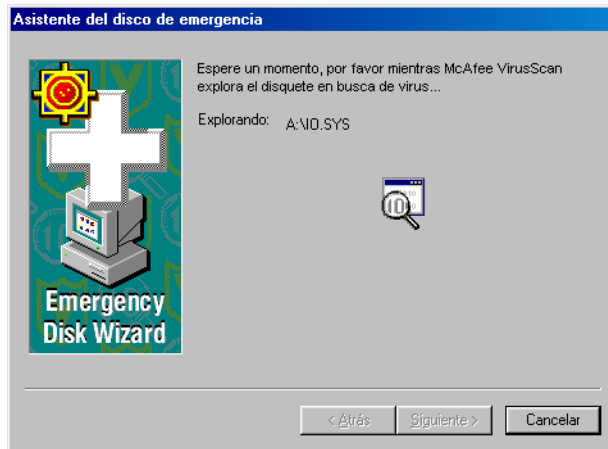 Asistente del disco de emergencia
Espere un momento, por favor mientras McAfee VirusScan
explora el disquete en busca de virus...
Explorando: A:\IO.SYS
Emergency
Disk Wizard
< Atrás
Siguiente >
Cancelar